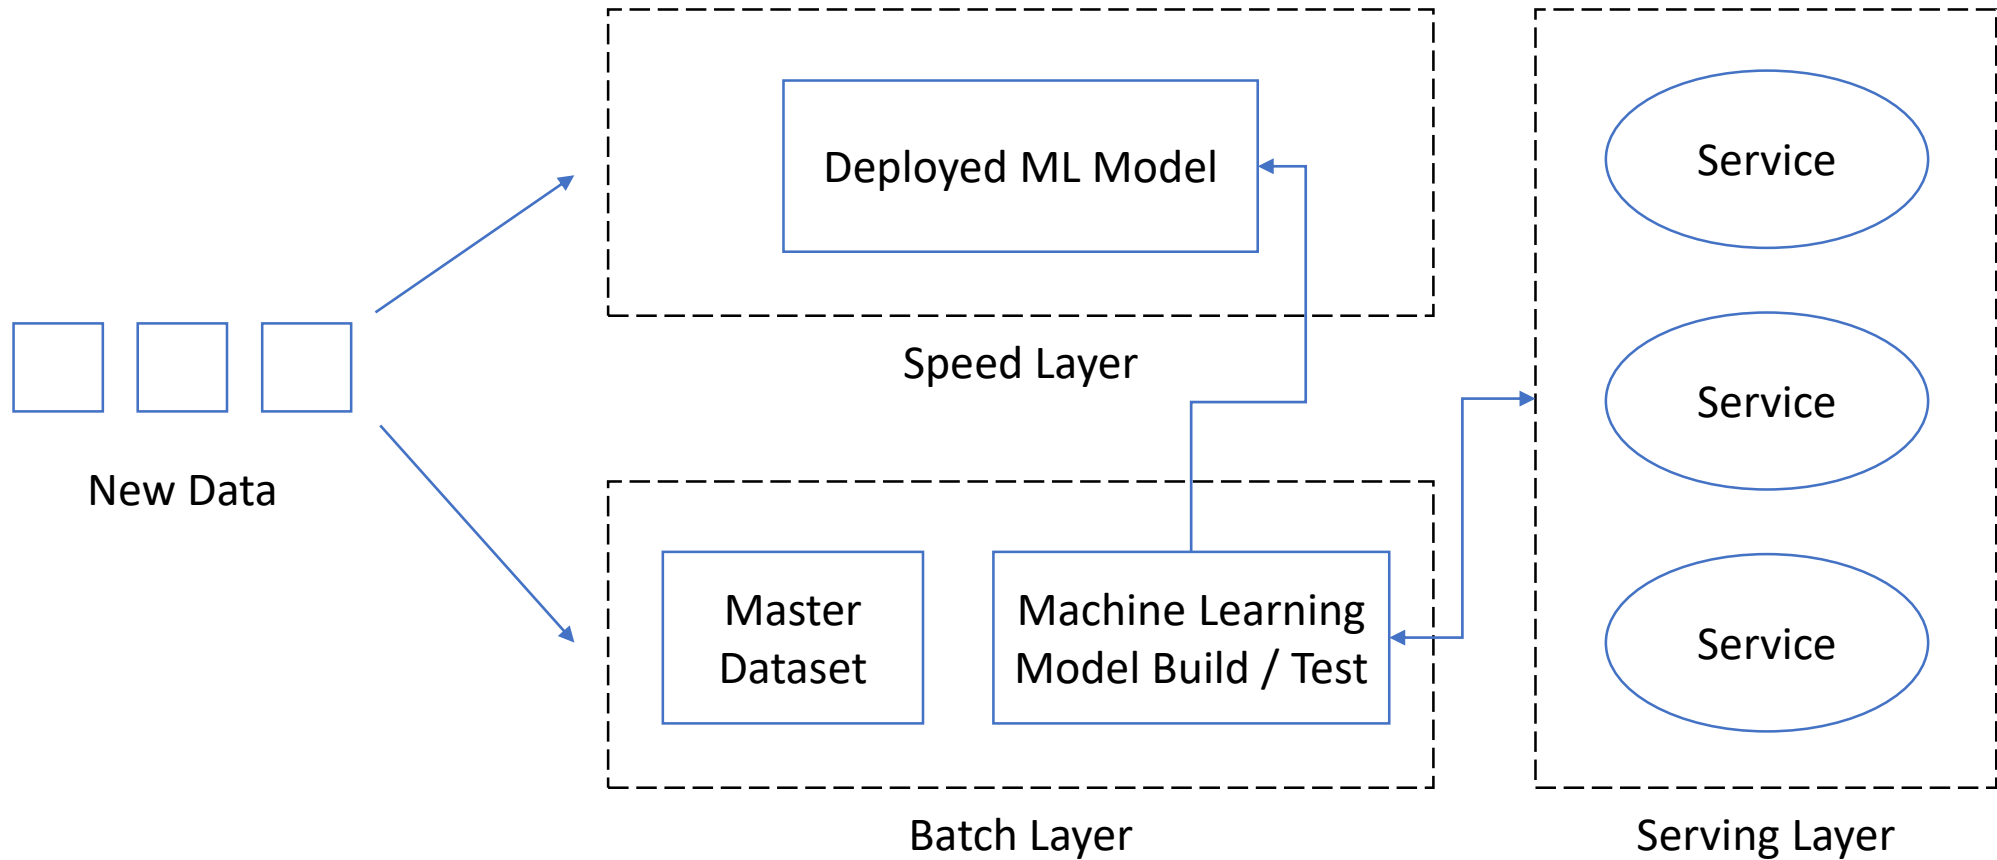 Deployed ML Model
Speed Layer
New Data
Master
Dataset
Machine Learning
Model Build / Test
Batch Layer
Service
Service
Service
Serving Layer